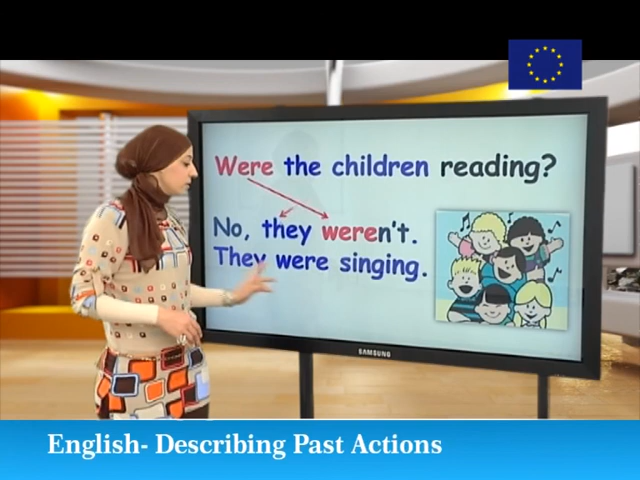 Were the children reading?
No, they weren't.
They were singing.
SAMSUNG
English- Describing Past Actions